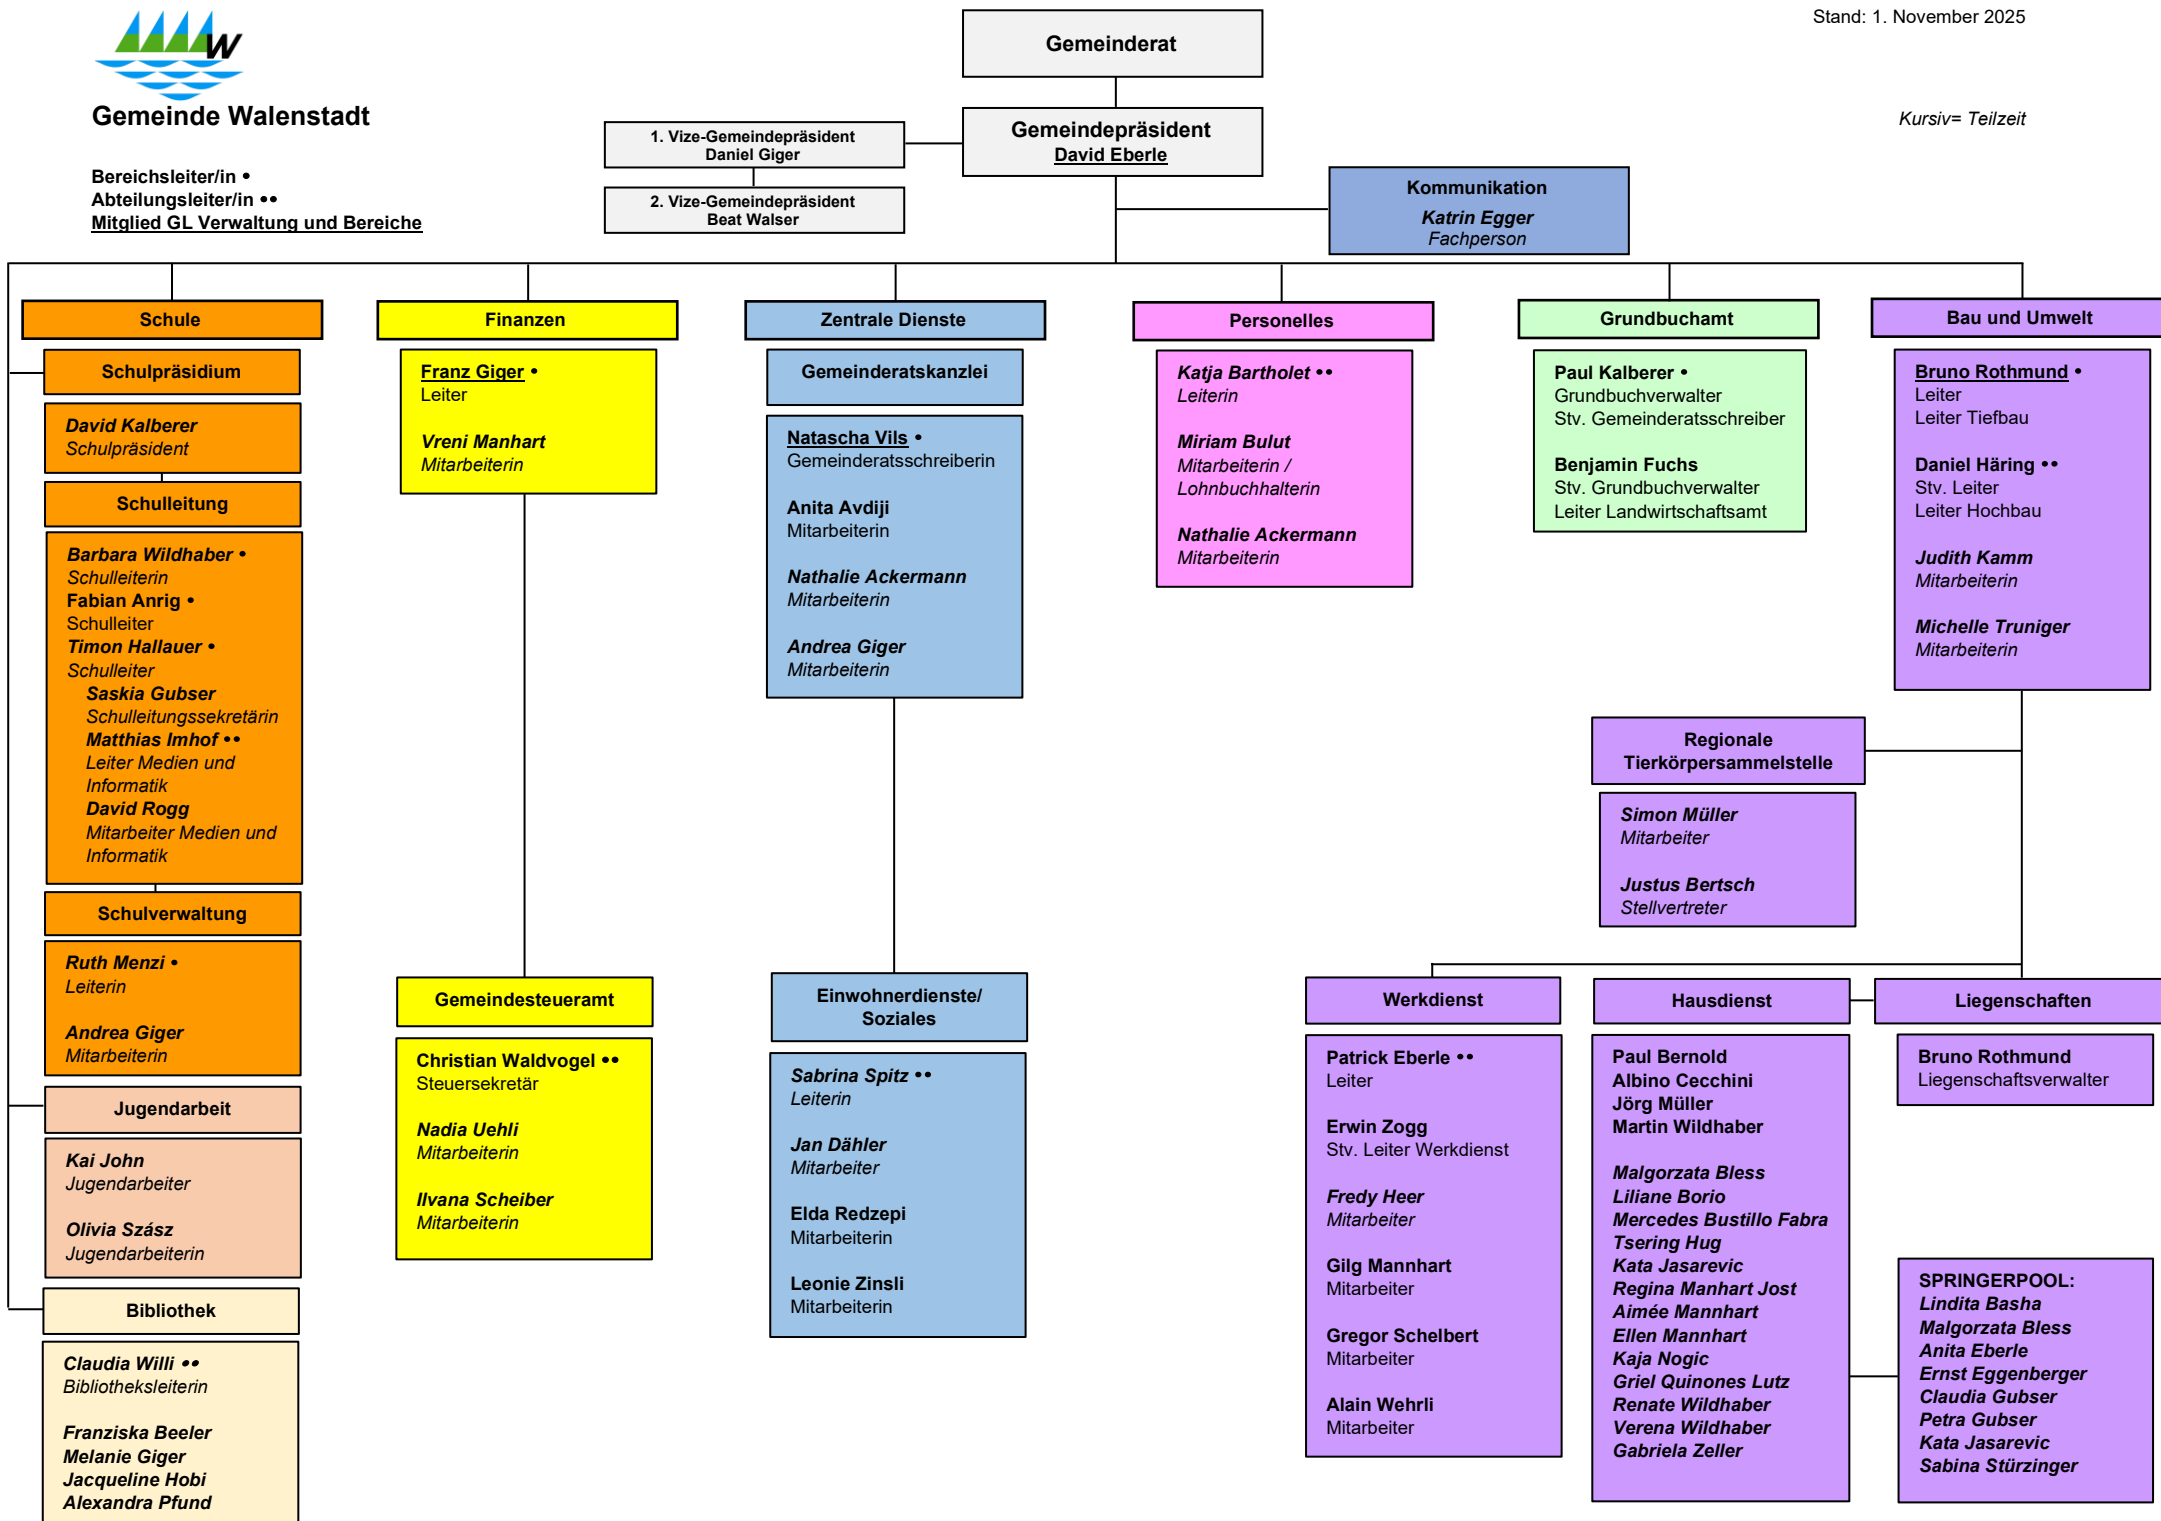 Stand: 1. November 2025
W
Gemeinde Walenstadt
Kursiv= Teilzeit
Bereichsleiter/in •
Abteilungsleiter/in ••
Mitglied GL Verwaltung und Bereiche
Gemeinderat
Gemeindepräsident
David Eberle
1. Vize-Gemeindepräsident
Daniel Giger
2. Vize-Gemeindepräsident
Beat Walser
Kommunikation
Katrin Egger
Fachperson
Schule
Schulpräsidium
David Kalberer
Schulpräsident
Schulleitung
Barbara Wildhaber •
Schulleiterin
Fabian Anrig •
Schulleiter
Timon Hallauer •
Schulleiter
Saskia Gubser
Schulleitungssekretärin
Matthias Imhof ••
Leiter Medien und
Informatik
David Rogg
Mitarbeiter Medien und
Informatik
Schulverwaltung
Ruth Menzi •
Leiterin
Andrea Giger
Mitarbeiterin
Jugendarbeit
Kai John
Jugendarbeiter
Olivia Szász
Jugendarbeiterin
Bibliothek
Claudia Willi ••
Bibliotheksleiterin
Franziska Beeler
Melanie Giger
Jacqueline Hobi
Alexandra Pfund
Finanzen
Franz Giger •
Leiter
Vreni Manhart
Mitarbeiterin
Gemeindesteueramt
Christian Waldvogel ••
Steuersekretär
Nadia Uehli
Mitarbeiterin
Ilvana Scheiber
Mitarbeiterin
Zentrale Dienste
Gemeinderatskanzlei
Natascha Vils •
Gemeinderatsschreiberin
Anita Avdiji
Mitarbeiterin
Nathalie Ackermann
Mitarbeiterin
Andrea Giger
Mitarbeiterin
Einwohnerdienste/
Soziales
Sabrina Spitz ••
Leiterin
Jan Dähler
Mitarbeiter
Elda Redzepi
Mitarbeiterin
Leonie Zinsli
Mitarbeiterin
Personelles
Katja Bartholet ••
Leiterin
Miriam Bulut
Mitarbeiterin /
Lohnbuchhalterin
Nathalie Ackermann
Mitarbeiterin
Grundbuchamt
Paul Kalberer •
Grundbuchverwalter
Stv. Gemeinderatsschreiber
Benjamin Fuchs
Stv. Grundbuchverwalter
Leiter Landwirtschaftsamt
Bau und Umwelt
Bruno Rothmund •
Leiter
Leiter Tiefbau
Daniel Häring ••
Stv. Leiter
Leiter Hochbau
Judith Kamm
Mitarbeiterin
Michelle Truniger
Mitarbeiterin
Regionale
Tierkörpersammelstelle
Simon Müller
Mitarbeiter
Justus Bertsch
Stellvertreter
Werkdienst
Patrick Eberle ••
Leiter
Erwin Zogg
Stv. Leiter Werkdienst
Fredy Heer
Mitarbeiter
Gilg Mannhart
Mitarbeiter
Gregor Schelbert
Mitarbeiter
Alain Wehrli
Mitarbeiter
Hausdienst
Paul Bernold
Albino Cecchini
Jörg Müller
Martin Wildhaber
Malgorzata Bless
Liliane Borio
Mercedes Bustillo Fabra
Tsering Hug
Kata Jasarevic
Regina Manhart Jost
Aimée Mannhart
Ellen Mannhart
Kaja Nogic
Griel Quinones Lutz
Renate Wildhaber
Verena Wildhaber
Gabriela Zeller
Liegenschaften
Bruno Rothmund
Liegenschaftsverwalter
SPRINGERPOOL:
Lindita Basha
Malgorzata Bless
Anita Eberle
Ernst Eggenberger
Claudia Gubser
Petra Gubser
Kata Jasarevic
Sabina Stürzinger